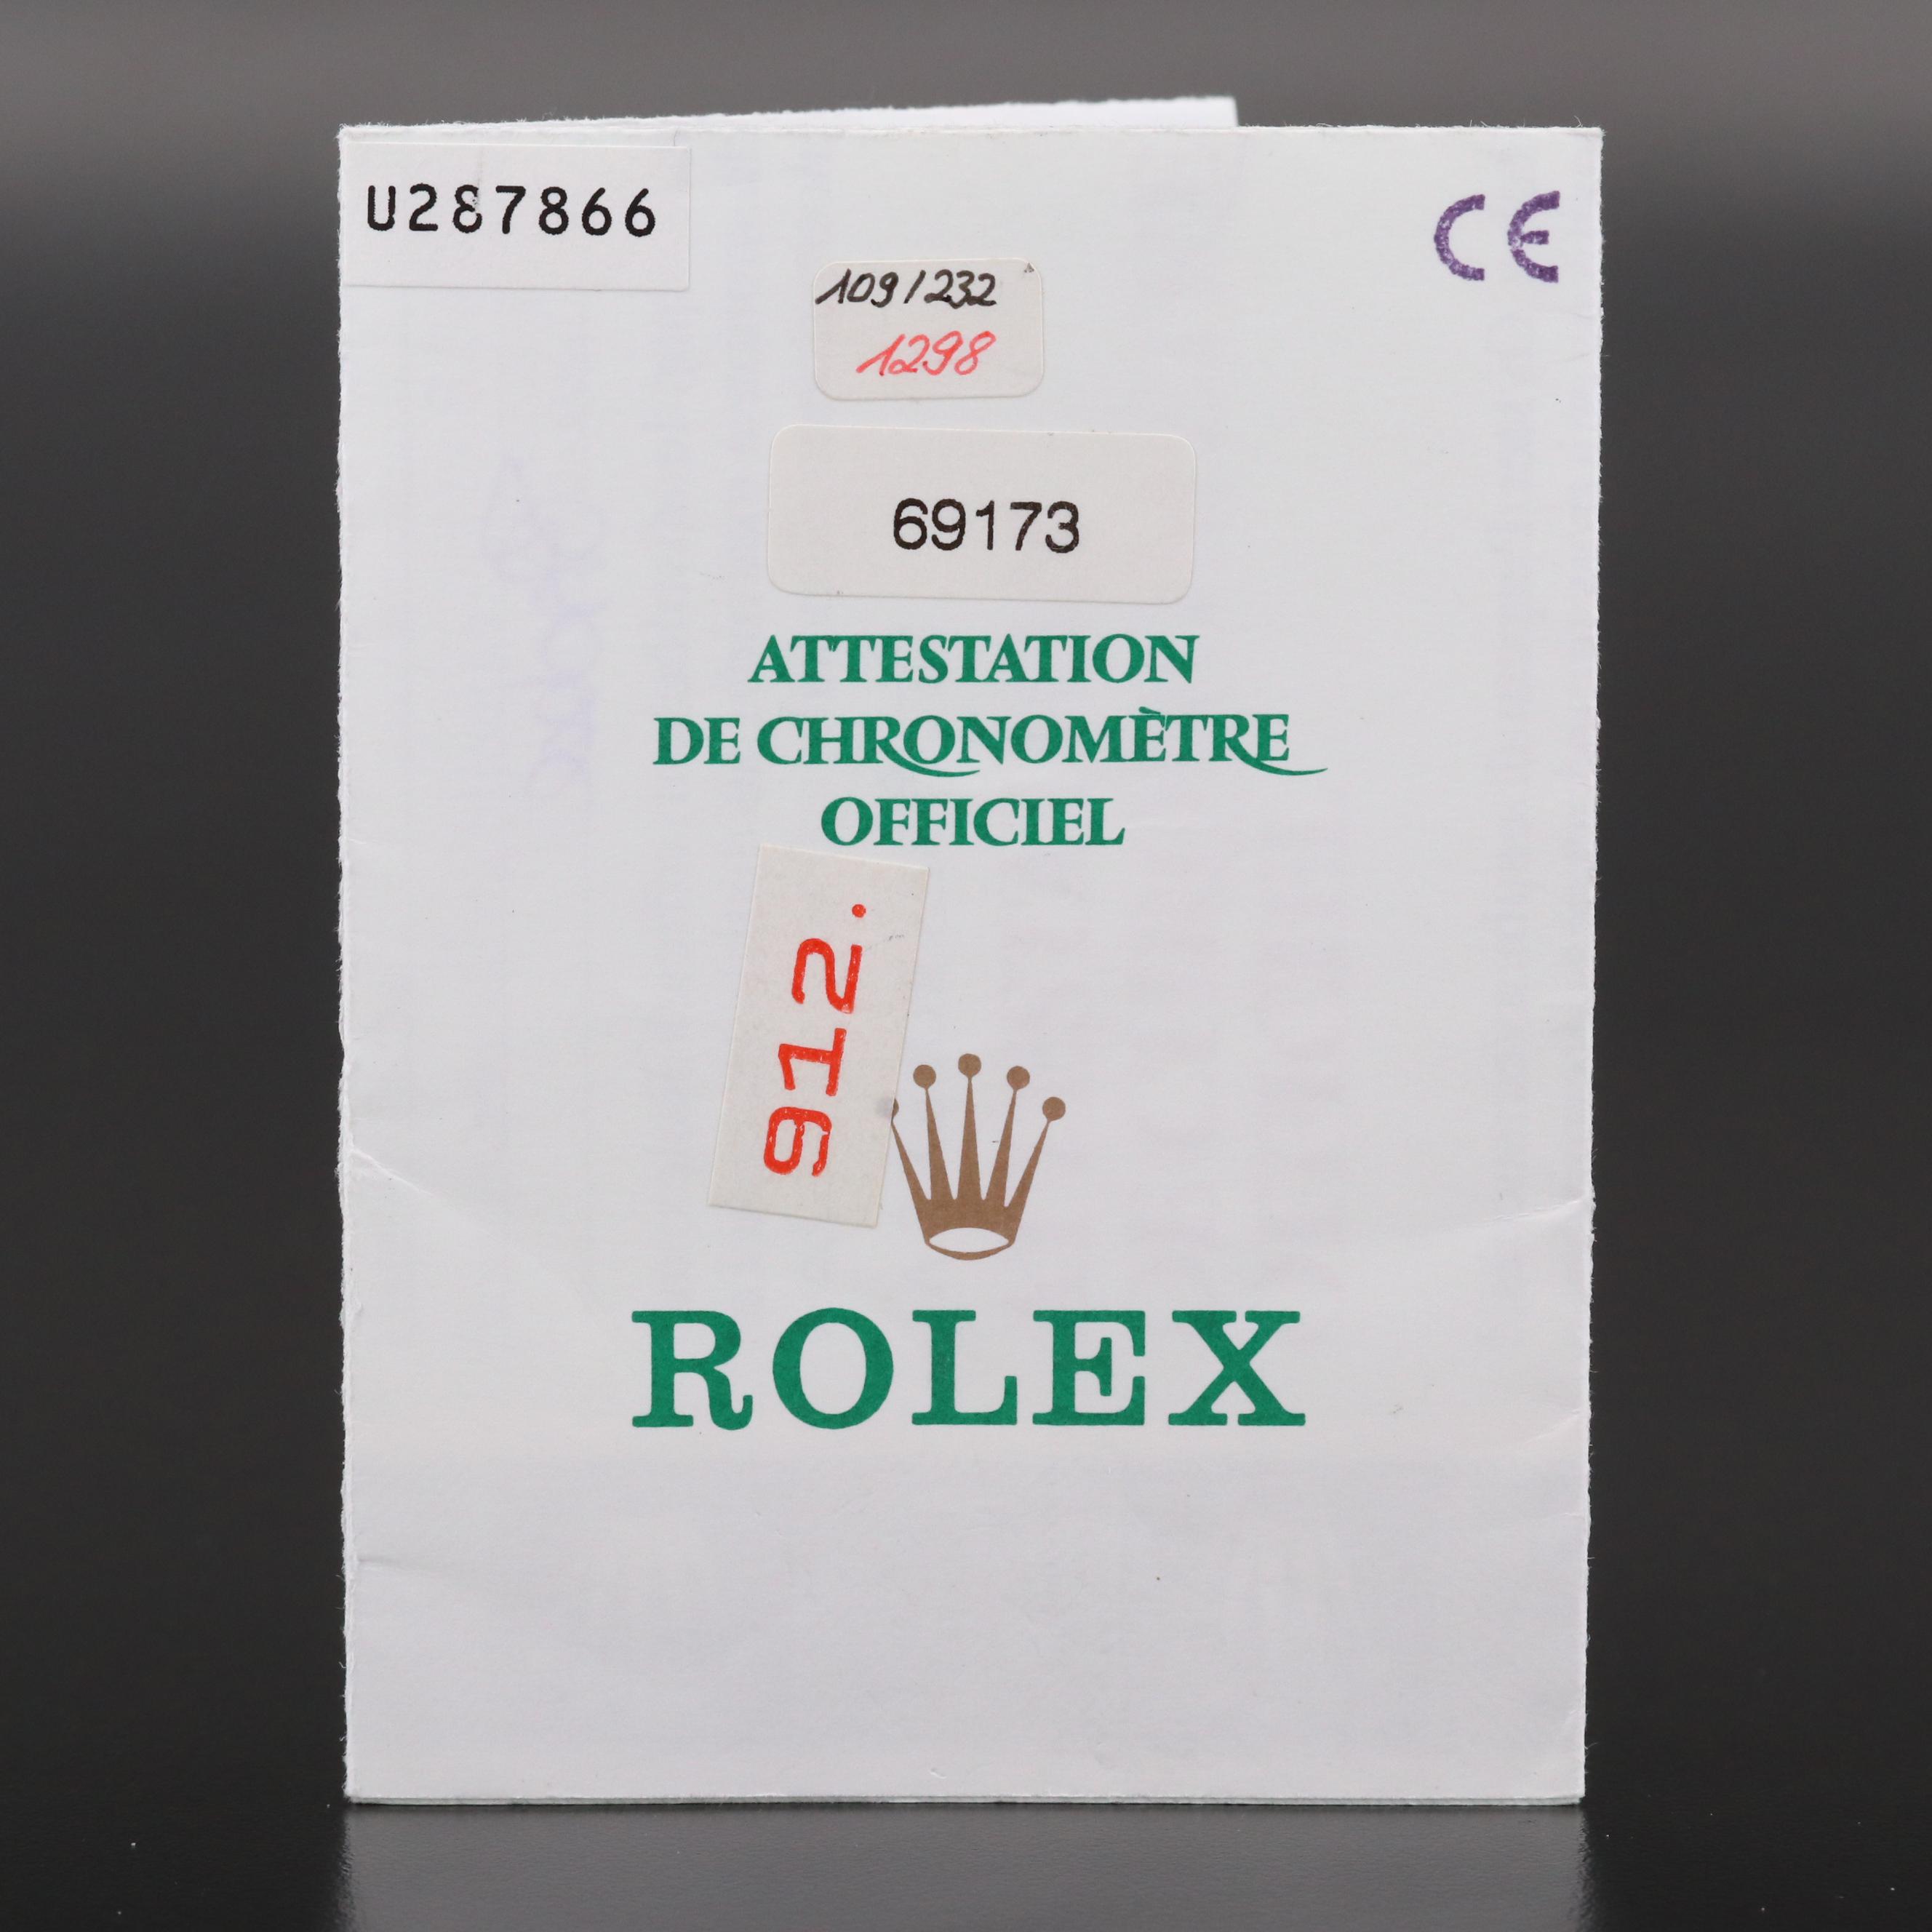 U287866
CE
109/232
1298
69173
ATTESTATION
DE CHRONOMÈTRE
OFFICIEL
912.
ROLEX